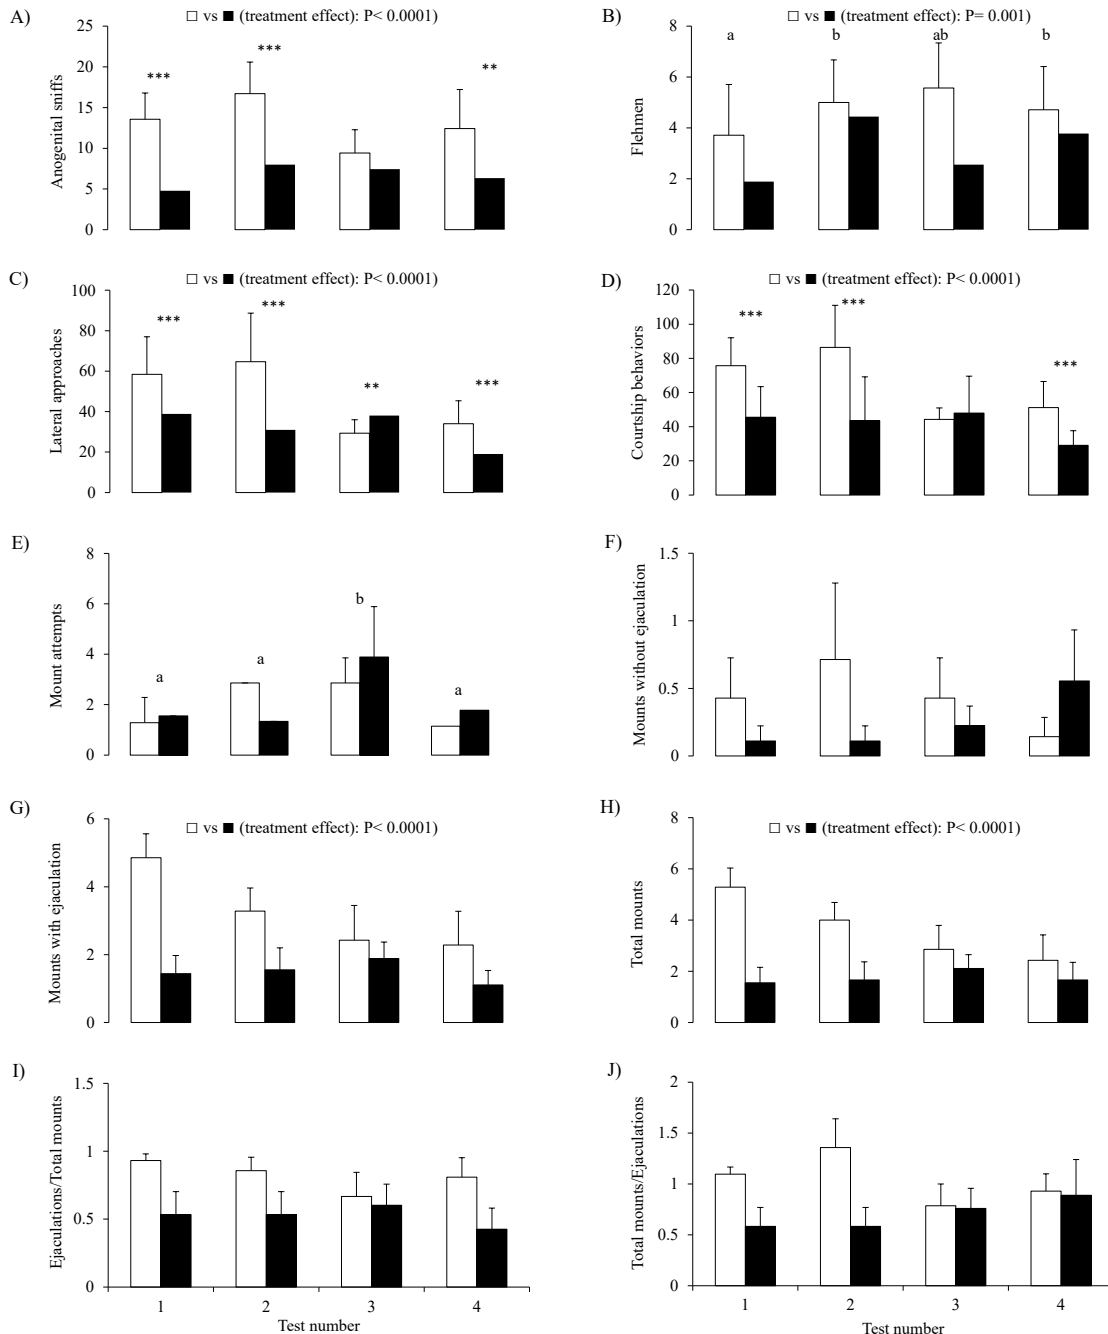 A)
□ vs ■ (treatment effect): P< 0.0001)
Anogenital sniffs
25
20
15
10
5
0
***
***
**
B)
□ vs ■ (treatment effect): P= 0.001)
Flehmen
8
6
4
2
0
a
b
ab
b
C)
□ vs ■ (treatment effect): P< 0.0001)
Lateral approaches
100
80
60
40
20
0
***
***
**
***
D)
□ vs ■ (treatment effect): P< 0.0001)
Courtship behaviors
120
100
80
60
40
20
0
***
***
***
E)
Mount attempts
8
6
4
2
0
a
a
b
a
F)
Mounts without ejaculation
1.5
1
0.5
0
G)
□ vs ■ (treatment effect): P< 0.0001)
Mounts with ejaculation
6
4
2
0
H)
□ vs ■ (treatment effect): P< 0.0001)
Total mounts
8
6
4
2
0
I)
Ejaculations/Total mounts
1.5
1
0.5
0
1 2 3 4
Test number
J)
Total mounts/Ejaculations
2
1.5
1
0.5
0
1 2 3 4
Test number